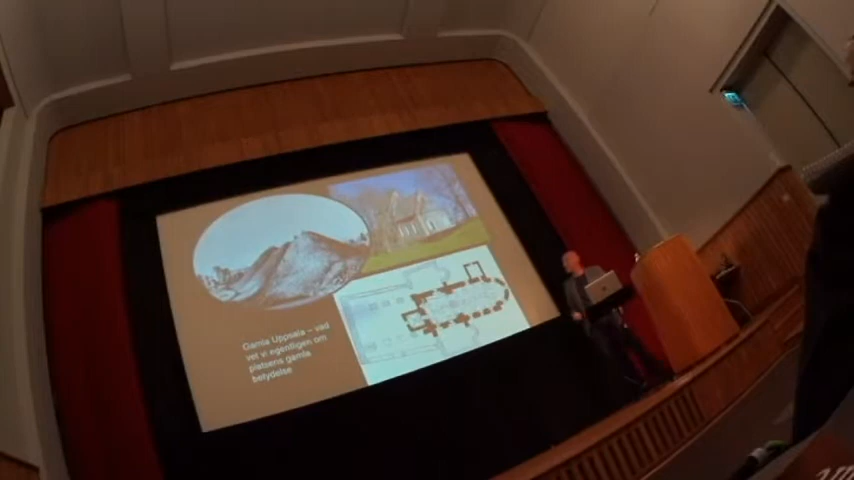 Gamla Uppsala – vad
vet vi egentligen om
platsens gamla
betydelse